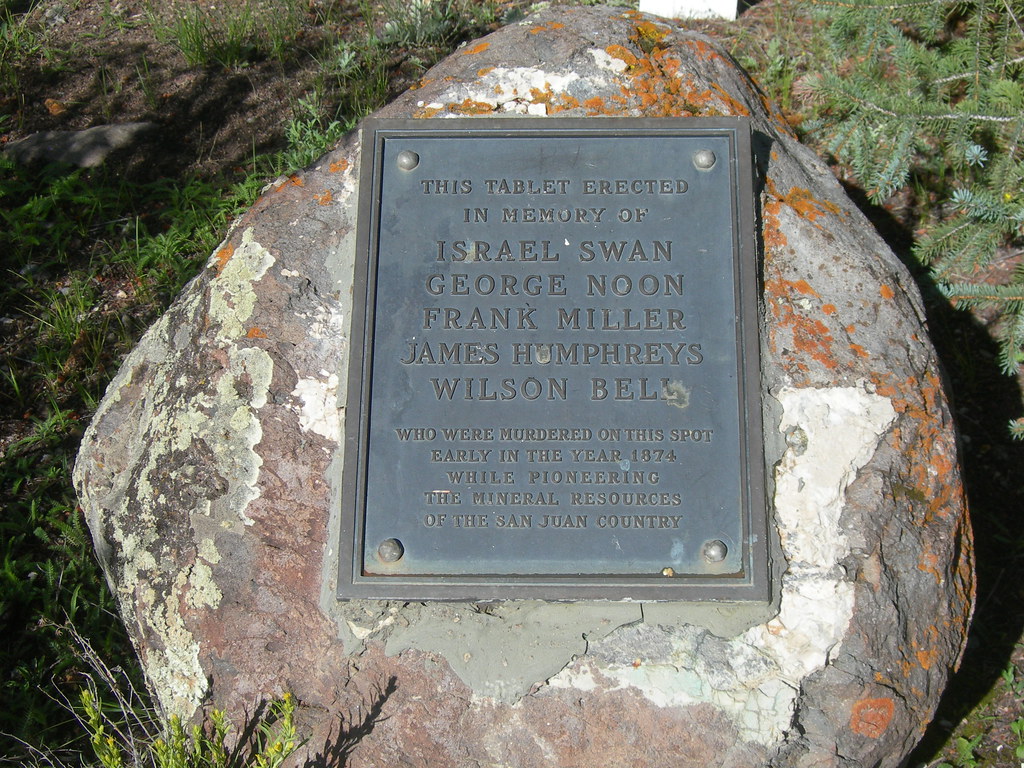 THIS TABLET ERECTED
IN MEMORY OF
ISRAEL SWAN
GEORGE NOON
FRANK MILLER
JAMES HUMPHREYS
WILSON BELL
WHO WERE MURDERED ON THIS SPOT
EARLY IN THE YEAR 1874
WHILE PIONEERING
THE MINERAL RESOURCES
OF THE SAN JUAN COUNTRY